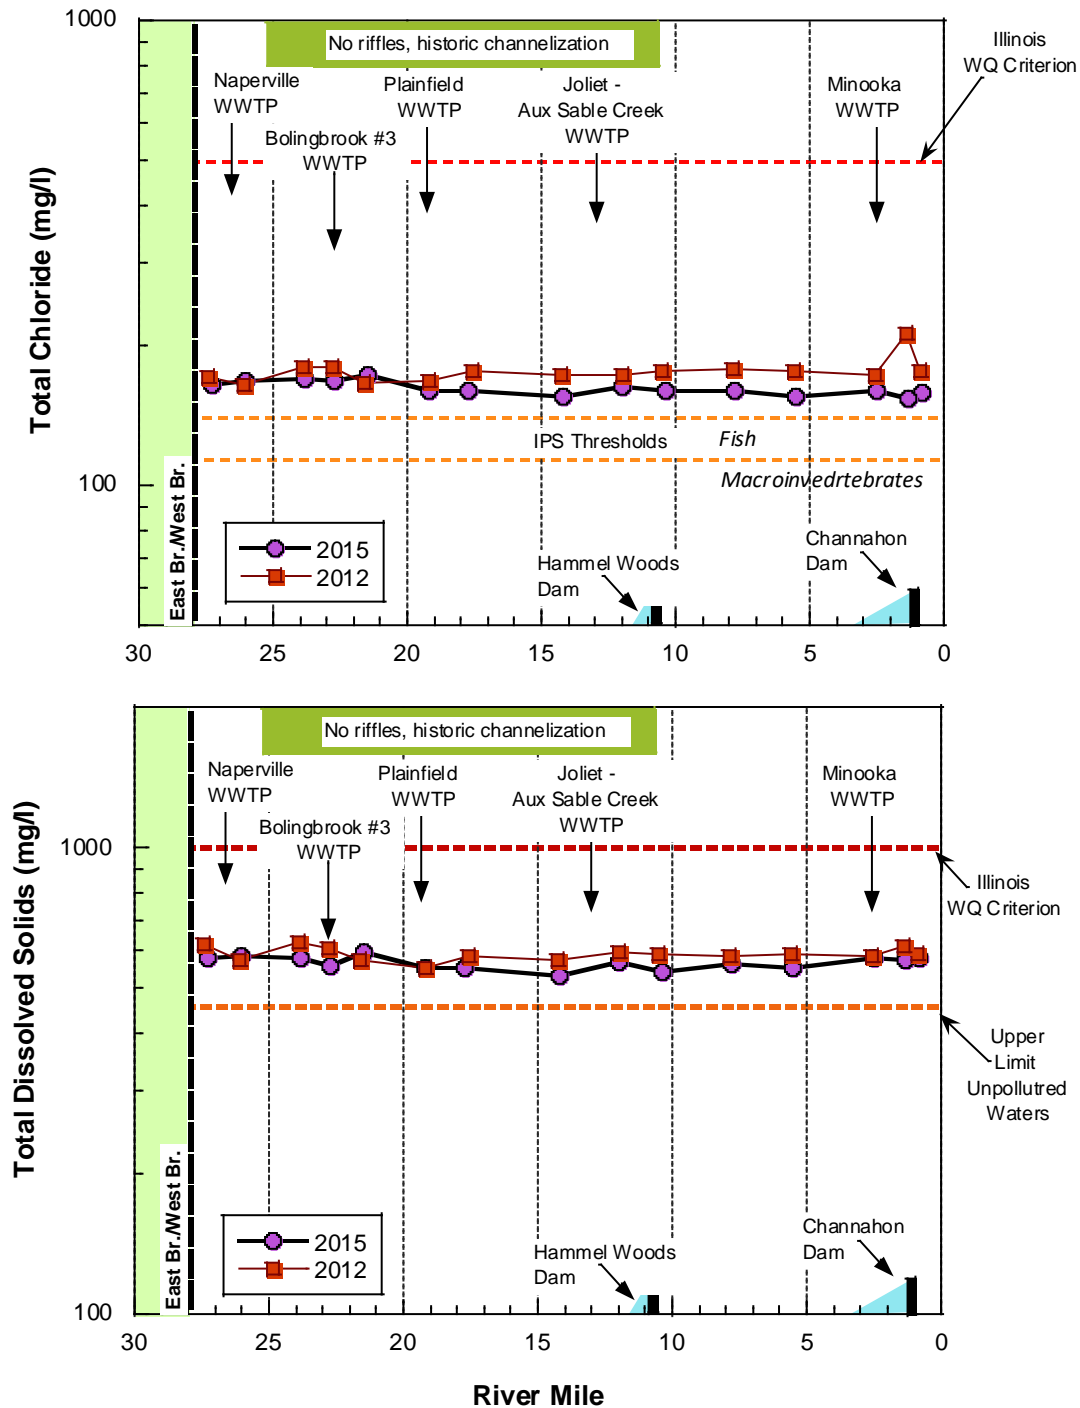 1000
No riffles, historic channelization
Illinois
WQ Criterion
Naperville
WWTP
Plainfield
WWTP
Joliet -
Aux Sable Creek
WWTP
Minooka
WWTP
Bolingbrook #3
WWTP
Total Chloride (mg/l)
IPS Thresholds
Fish
Macroinvedrtebrates
100
East Br./West Br.
2015
2012
Hammel Woods
Dam
Channahon
Dam
30
25
20
15
10
5
0
No riffles, historic channelization
Naperville
WWTP
Plainfield
WWTP
Joliet -
Aux Sable Creek
WWTP
Minooka
WWTP
Bolingbrook #3
WWTP
1000
Illinois
WQ Criterion
Total Dissolved Solids (mg/l)
Upper
Limit
Unpollutred
Waters
East Br./West Br.
2015
2012
Hammel Woods
Dam
Channahon
Dam
100
30
25
20
15
10
5
0
River Mile